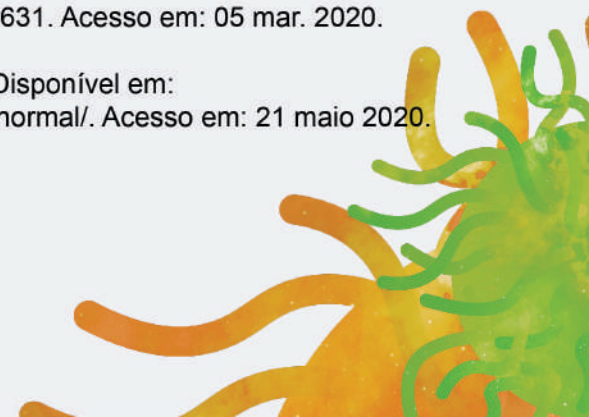 631. Acesso em: 05 mar. 2020.
Disponível em:
normal/. Acesso em: 21 maio 2020.